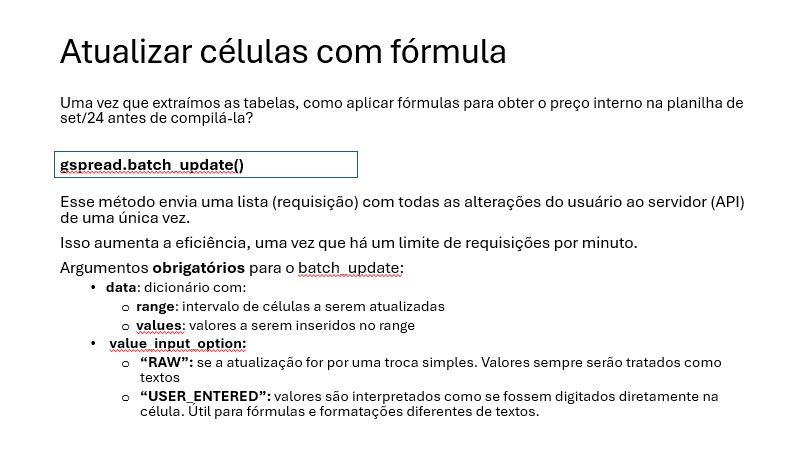 Atualizar células com fórmula
Uma vez que extraímos as tabelas, como aplicar fórmulas para obter o preço interno na planilha de
set/24 antes de compilá-la?
gspread.batch_update()
Esse método envia uma lista (requisição) com todas as alterações do usuário ao servidor (API)
de uma única vez.
Isso aumenta a eficiência, uma vez que há um limite de requisições por minuto.
Argumentos obrigatórios para o batch_update:
• data: dicionário com:
o range: intervalo de células a serem atualizadas
o values: valores a serem inseridos no range
• value_input_option:
o “RAW”: se a atualização for por uma troca simples. Valores sempre serão tratados como
textos
o “USER_ENTERED”: valores são interpretados como se fossem digitados diretamente na
célula. Útil para fórmulas e formatações diferentes de textos.